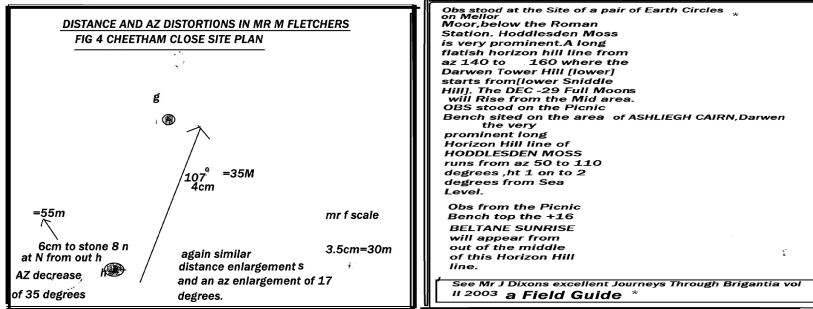 DISTANCE AND AZ DISTORTIONS IN MR M FLETCHERS
FIG 4 CHEETHAM CLOSE SITE PLAN
g
107° =35M
4cm
=55m
mr f scale
6cm to stone 8 n
at N from out h
3.5cm=30m
AZ decrease
of 35 degrees
h
again similar
distance enlargement s
and an az enlargement of 17
degrees.
Obs stood at the Site of a pair of Earth Circles
on Mellor *
Moor,below the Roman
Station. Hoddlesden Moss
is very prominent.A long
flatish horizon hill line from
az 140 to 160 where the
Darwen Tower Hill [lower]
starts from[lower Sniddle
Hill]. The DEC -29 Full Moons
will Rise from the Mid area.
OBS stood on the Picnic
Bench sited on the area of ASHLIEGH CAIRN,Darwen
the very
prominent long
Horizon Hill line of
HODDLESDEN MOSS
runs from az 50 to 110
degrees ,ht 1 on to 2
degrees from Sea
Level.
Obs from the Picnic
Bench top the +16
BELTANE SUNRISE
will appear from
out of the middle
of this Horizon Hill
line.
See Mr J Dixons excellent Journeys Through Brigantia vol
II 2003 a Field Guide *